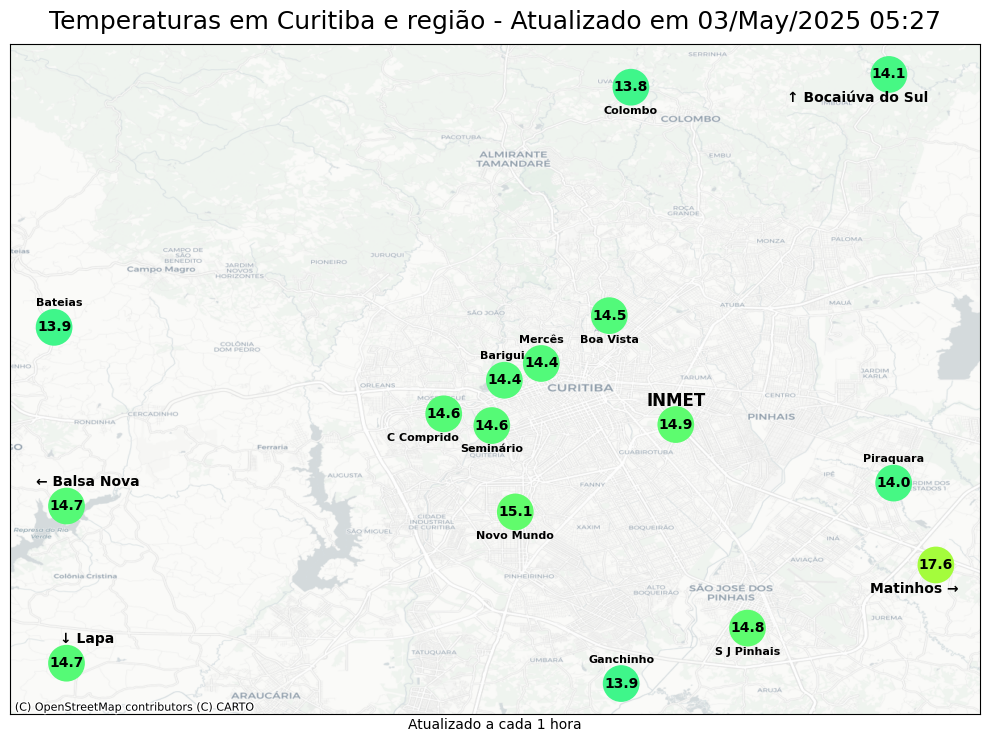 Temperaturas em Curitiba e região - Atualizado em 03/May/2025 05:27
SERRINHA
13.8
Colombo
14.1
↑ Bocaiúva do Sul
COLOMBO
PACOTUBA
ALMIRANTE
TAMANDARÉ
EMBU
ROÇA
GRANDE
CAMPO DE
SÃO
BENEDITO
Campo Magro
JARDIM
NOVOS
HORIZONTES
PIONEIRO
JURUQUI
MONZA
PALOMA
Bateias
13.9
SÃO JOÃO
14.5
Boa Vista
ATUBA
MAUÁ
COLÔNIA
DOM PEDRO
Mercês
14.4
Barigui
14.4
ORLEANS
CURITIBA
TARUMÃ
JARDIM
KARLA
CENTRO
PINHAIS
INMET
14.9
14.6
C Comprido
14.6
Seminário
CERCADINHO
RONDINHA
Ferraria
GUABIROTUBA
Piraquara
14.0
AUGUSTA
FANNY
IPÊ
← Balsa Nova
14.7
15.1
Novo Mundo
CIDADE
INDUSTRIAL
DE CURITIBA
SÃO MIGUEL
XAXIM
BOQUEIRÃO
INÁ
AVIAÇÃO
17.6
Matinhos →
Colônia Cristina
PINHEIRINHO
ALTO
BOQUEIRÃO
SÃO JOSÉ DOS
PINHAIS
JUREMA
14.8
S J Pinhais
↓ Lapa
14.7
TATUQUARA
UMBARÁ
Ganchinho
13.9
ARUJÁ
ARAUCÁRIA
(C) OpenStreetMap contributors (C) CARTO
Atualizado a cada 1 hora